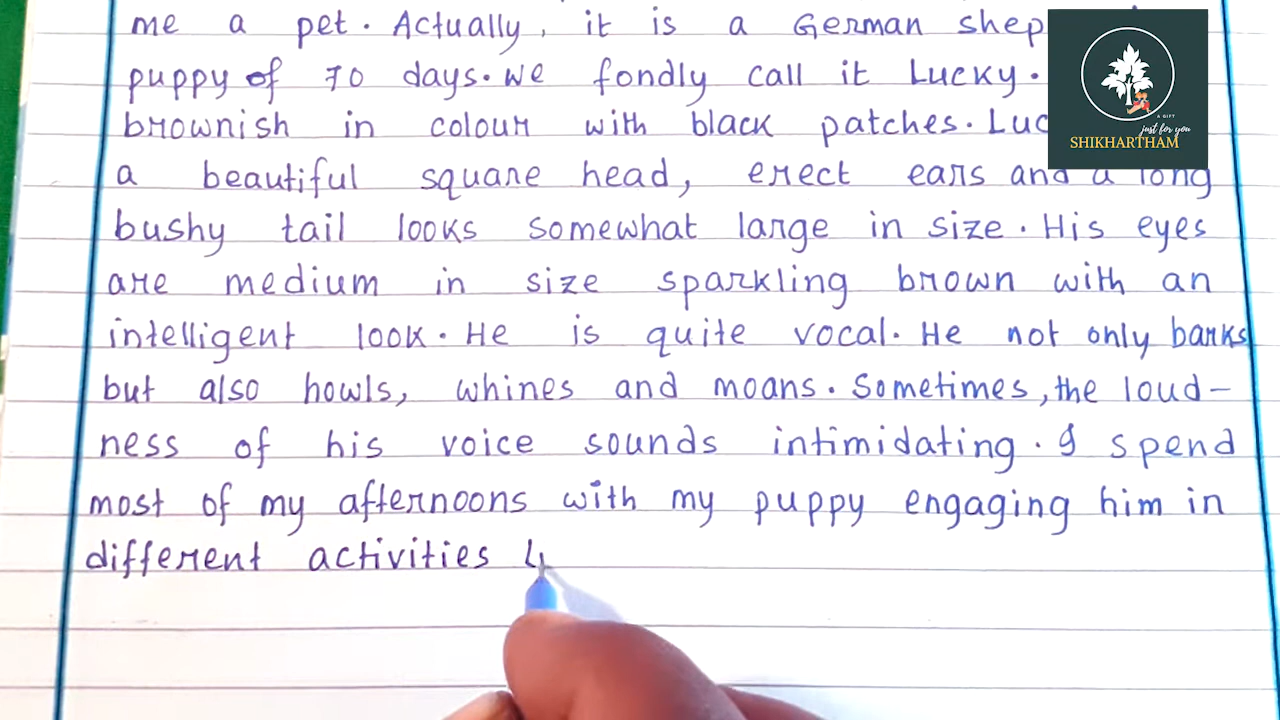 me a pet. Actually, it is a German shep
puppy of 70 days. We fondly call it Lucky.
brownish in colour with black patches. Luc
a beautiful square head, erect ears and a long
bushy tail looks somewhat large in size. His eyes
are medium in size sparkling brown with an
intelligent look. He is quite vocal. He not only barks
but also howls, whines and moans. Sometimes, the loud-
ness of his voice sounds intimidating. I spend
most of my afternoons with my puppy engaging him in
different activities
A GIFT
just for you
SHIKHARTHAM